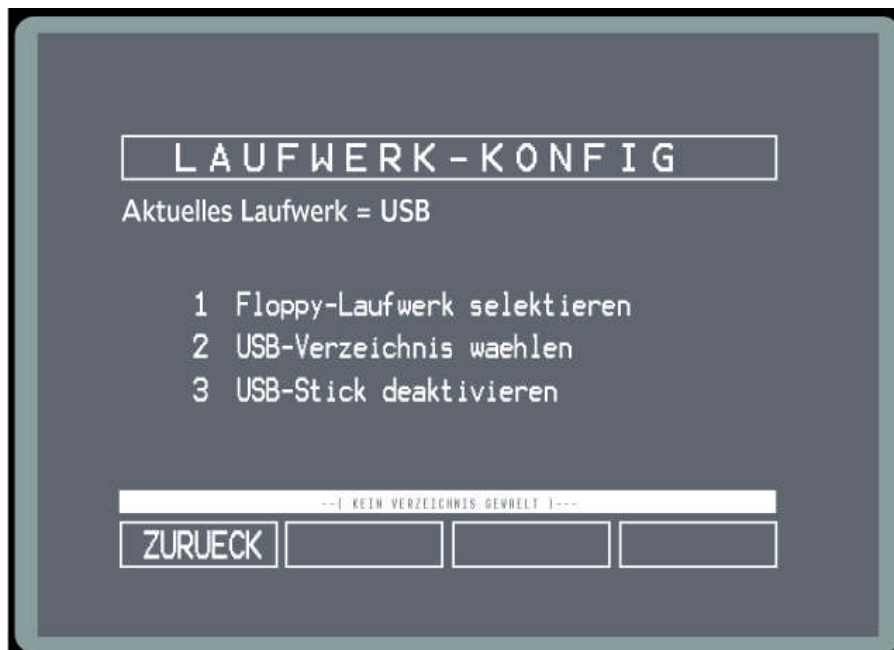 LAUFWERK-KONFIG
Aktuelles Laufwerk = USB
1 Floppy-Laufwerk selektieren
2 USB-Verzeichnis waehlen
3 USB-Stick deaktivieren
--( KEIN VERZEICHNIS GEWAELT )---
ZURUECK